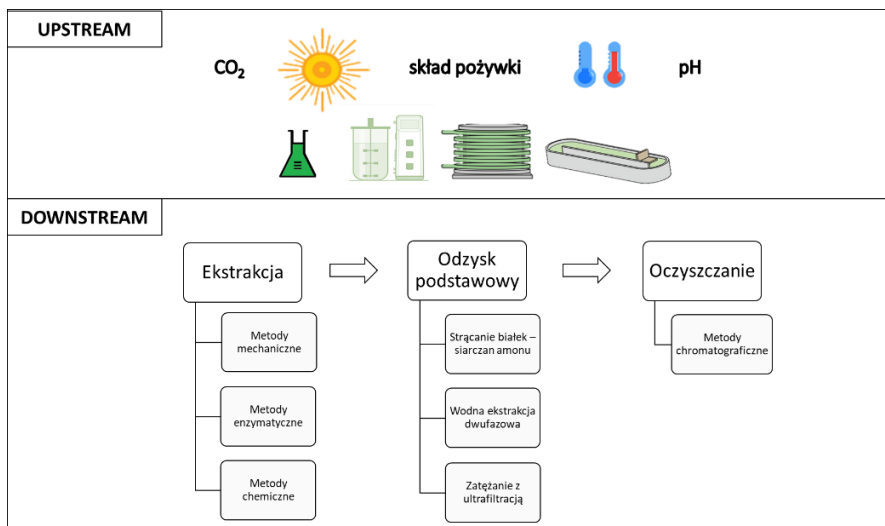 UPSTREAM
CO₂
skład pożywki
pH
DOWNSTREAM
Ekstrakcja
Metody
mechaniczne
Metody
enzymatyczne
Metody
chemiczne
Odzysk
podstawowy
Strącanie białek –
siarczan amonu
Wodna ekstrakcja
dwufazowa
Zatężanie z
ultrafiltracją
Oczyszczanie
Metody
chromatograficzne